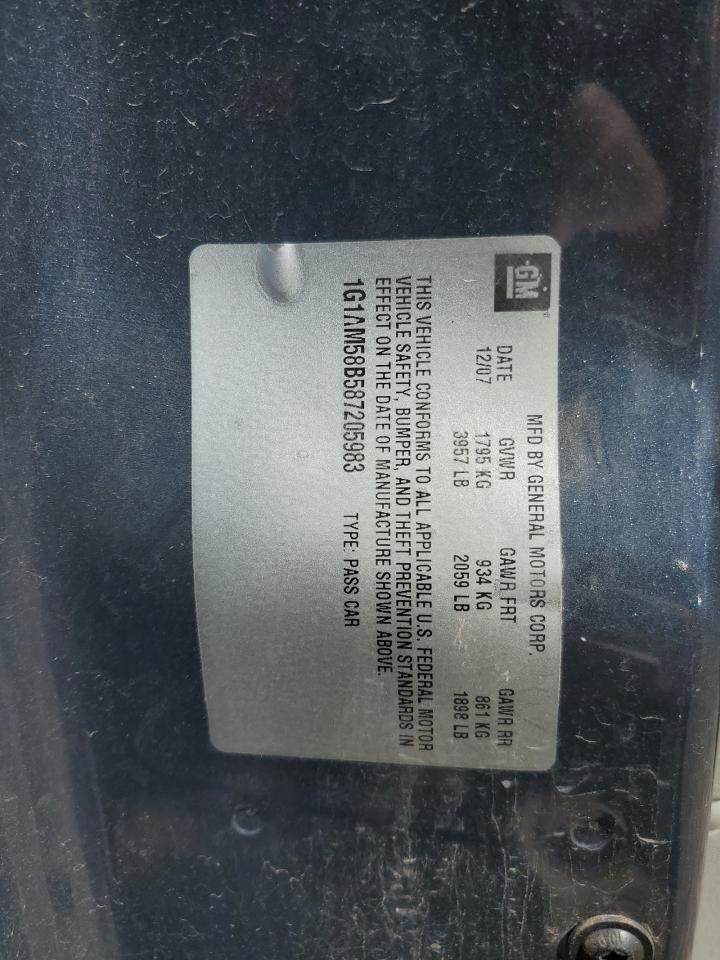 GM
MFD BY GENERAL MOTORS CORP.
DATE GVWR GAWR FRT GAWR RR
12/07 1795 KG 934 KG 861 KG
3957 LB 2059 LB 1898 LB
THIS VEHICLE CONFORMS TO ALL APPLICABLE U.S. FEDERAL MOTOR
VEHICLE SAFETY, BUMPER, AND THEFT PREVENTION STANDARDS IN
EFFECT ON THE DATE OF MANUFACTURE SHOWN ABOVE.
1G1AM58B587205983 TYPE: PASS CAR